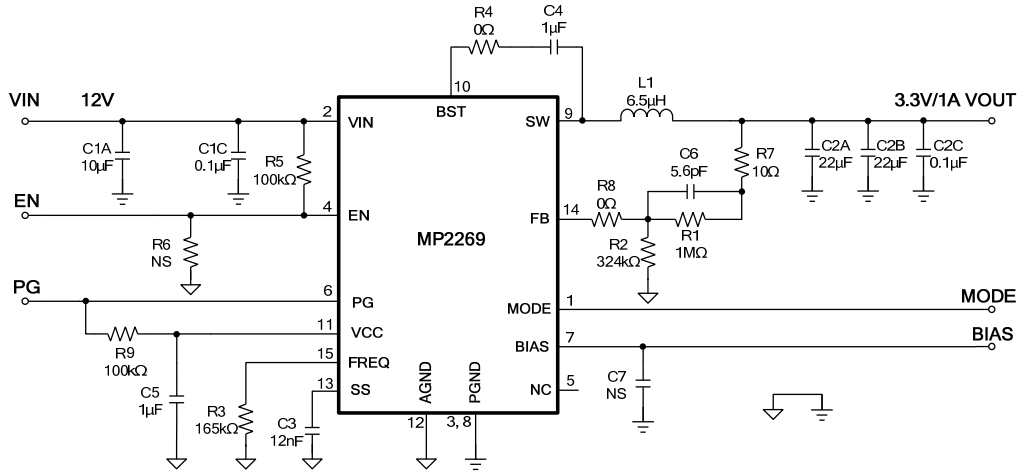 R4
0Ω
C4
1µF
10
BST
VIN
12V
2
VIN
SW
9
L1
6.5µH
3.3V/1A VOUT
C1A
10µF
C1C
0.1µF
R5
100kΩ
C6
5.6pF
R7
10Ω
C2A
22µF
C2B
22µF
C2C
0.1µF
EN
4
EN
FB
14
R8
0Ω
R6
NS
MP2269
R2
324kΩ
R1
1MΩ
PG
6
PG
MODE
1
MODE
11
VCC
BIAS
7
BIAS
R9
100kΩ
15
FREQ
13
SS
NC
5
C7
NS
C5
1µF
R3
165kΩ
C3
12nF
AGND
PGND
12
3, 8